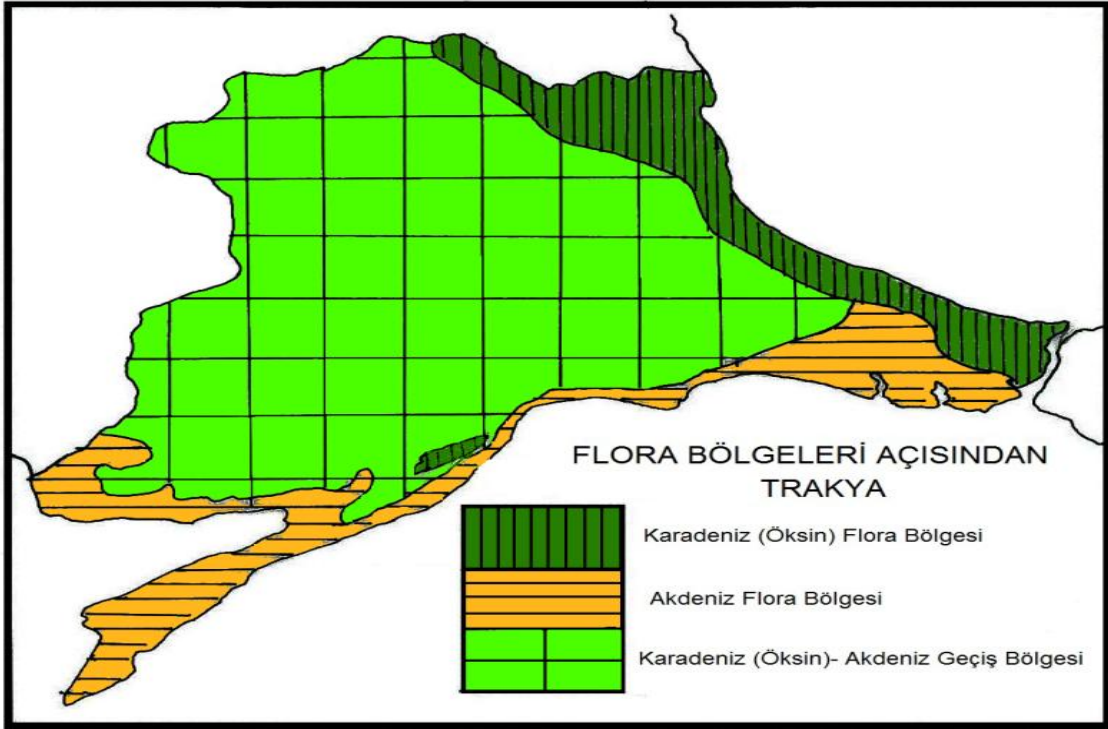 FLORA BÖLGELERİ AÇISINDAN
TRAKYA
Karadeniz (Öksin) Flora Bölgesi
Akdeniz Flora Bölgesi
Karadeniz (Öksin)- Akdeniz Geçiş Bölgesi